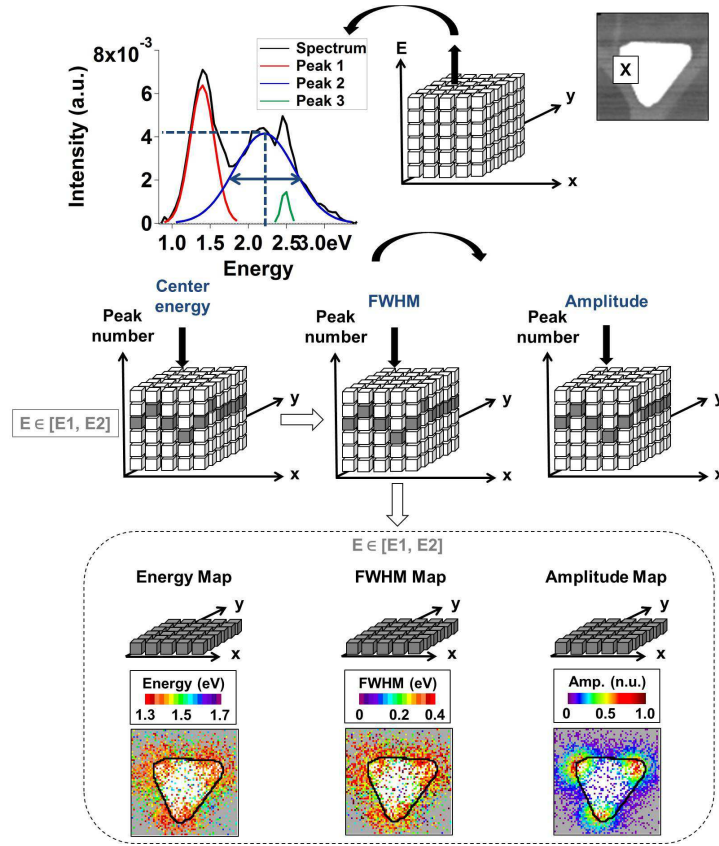 8x10⁻³
6
4
2
0
Intensity (a.u.)
Spectrum
Peak 1
Peak 2
Peak 3
1.0 1.5 2.0 2.5 3.0eV
Energy
E
y
x
X
Center
energy
FWHM
Amplitude
Peak
number
y
x
Peak
number
y
x
Peak
number
y
x
E ∈ [E1, E2]
E ∈ [E1, E2]
Energy Map
FWHM Map
Amplitude Map
y
x
y
x
y
x
Energy (eV)
1.3 1.5 1.7
FWHM (eV)
0 0.2 0.4
Amp. (n.u.)
0 0.5 1.0